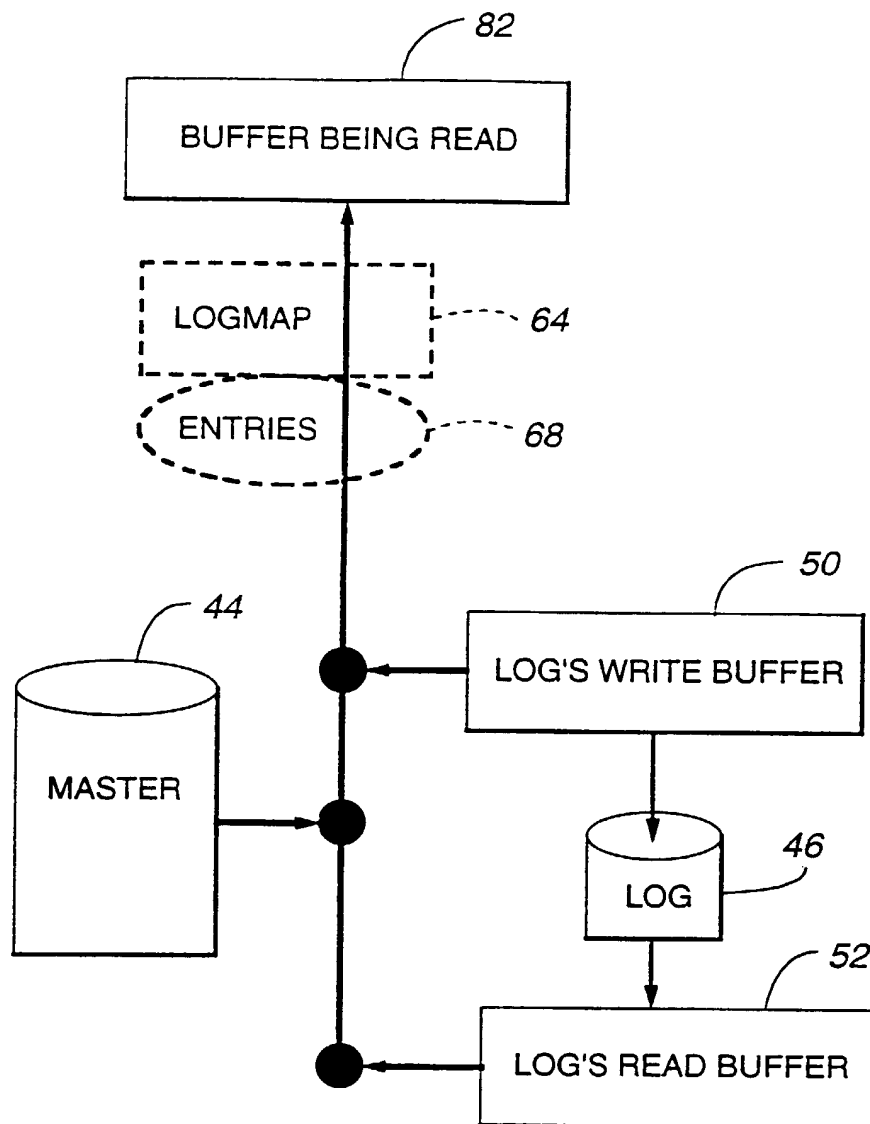 82
BUFFER BEING READ
LOGMAP
64
ENTRIES
68
50
44
LOG'S WRITE BUFFER
MASTER
46
LOG
52
LOG'S READ BUFFER